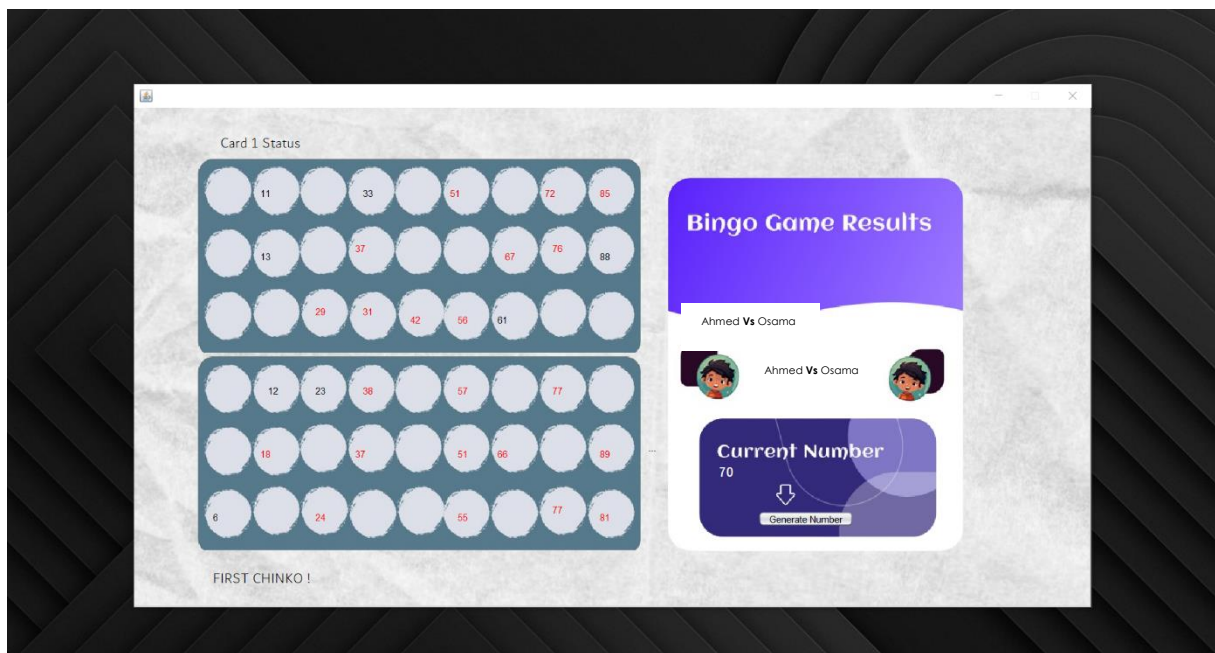 Card 1 Status
11 33 51 72 85
13 37 67 76 88
29 31 42 56 61
12 23 38 57 77
18 37 51 66 89
6 24 55 77 81
FIRST CHINKO !
Bingo Game Results
Ahmed Vs Osama
Ahmed Vs Osama
...
Current Number
70
Generate Number